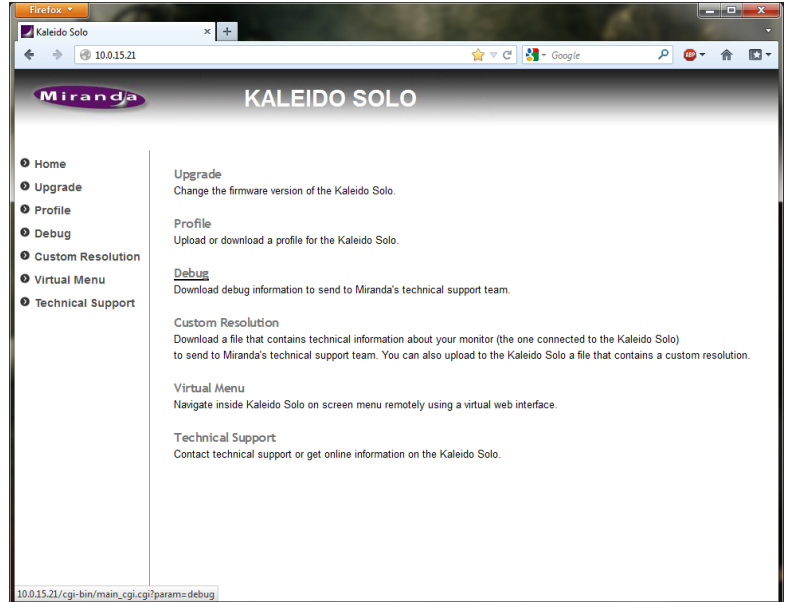 Firefox
Kaleido Solo
10.0.15.21
Google
ABP
Miranda
KALEIDO SOLO
Home
Upgrade
Profile
Debug
Custom Resolution
Virtual Menu
Technical Support
Upgrade
Change the firmware version of the Kaleido Solo.
Profile
Upload or download a profile for the Kaleido Solo.
Debug
Download debug information to send to Miranda's technical support team.
Custom Resolution
Download a file that contains technical information about your monitor (the one connected to the Kaleido Solo)
to send to Miranda's technical support team. You can also upload to the Kaleido Solo a file that contains a custom resolution.
Virtual Menu
Navigate inside Kaleido Solo on screen menu remotely using a virtual web interface.
Technical Support
Contact technical support or get online information on the Kaleido Solo.
10.0.15.21/cgi-bin/main_cgi.cgi?param=debug